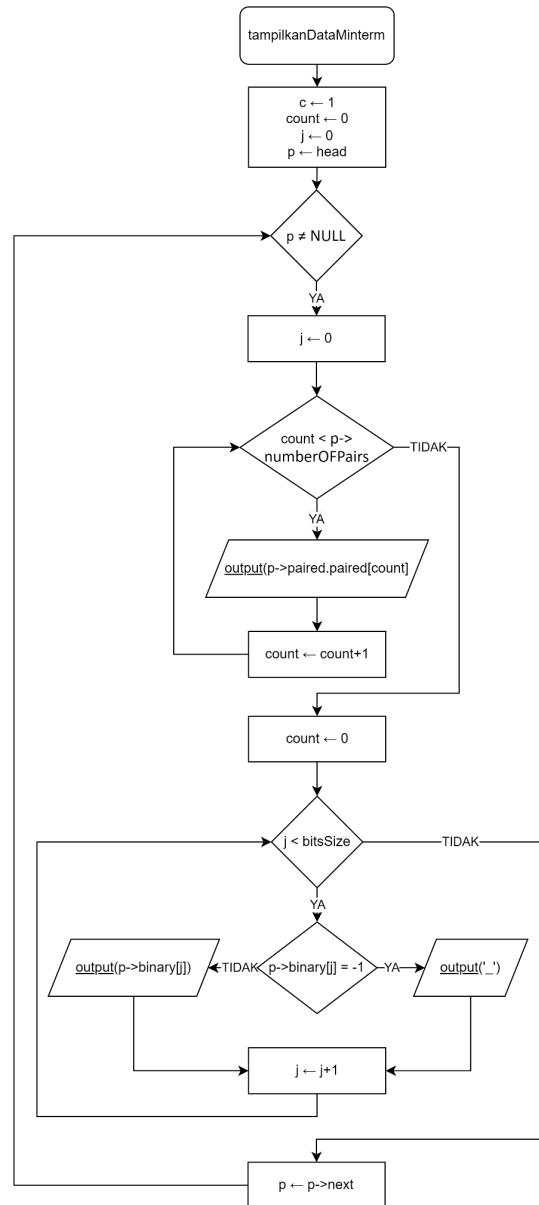 tampilkanDataMinterm
c ← 1
count ← 0
j ← 0
p ← head
p ≠ NULL
YA
j ← 0
count < p->
numberOFPairs
TIDAK
YA
output(p->paired.paired[count]
count ← count+1
count ← 0
j < bitsSize
TIDAK
YA
output(p->binary[j])
TIDAK
p->binary[j] = -1
YA
output('_')
j ← j+1
p ← p->next